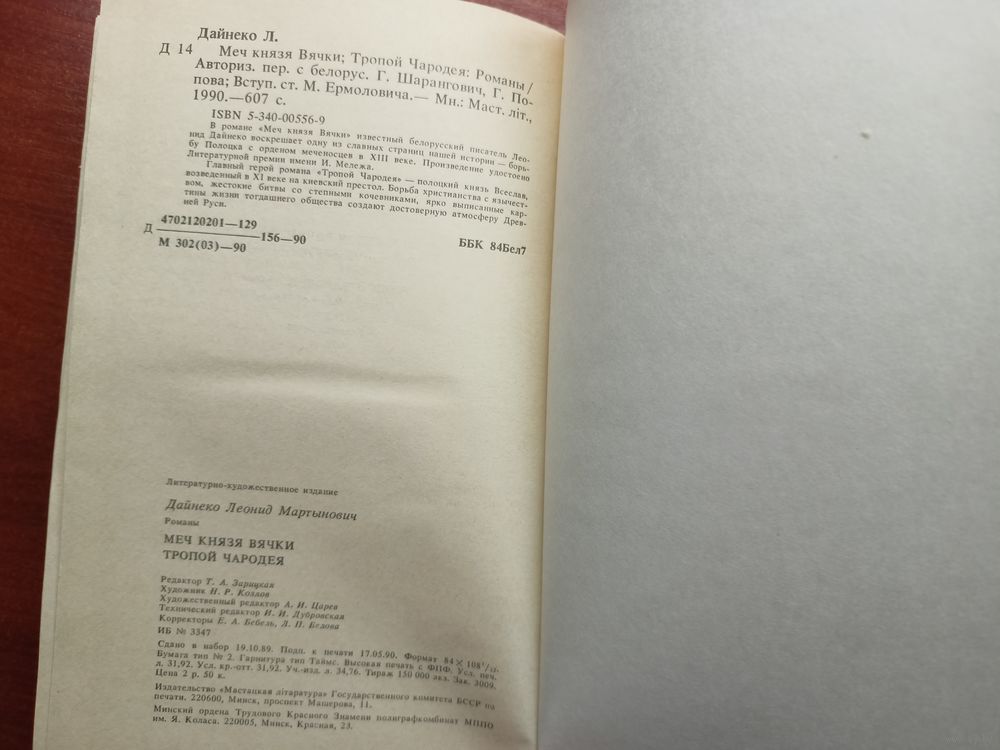 Дайнеко Л.
Д 14 Меч князя Вячки; Тропой Чародея: Романы/
Авториз. пер. с белорус. Г. Шарангович, Г. По-
пова; Вступ. ст. М. Ермоловича.— Мн.: Маст. літ.,
1990.—607 с.
ISBN 5-340-00556-9
В романе «Меч князя Вячки» известный белорусский писатель Лео-
нид Дайнеко воскрешает одну из славных страниц нашей истории — борь-
бу Полоцка с орденом меченосцев в XIII веке. Произведение удостоено
Литературной премии имени И. Мележа.
Главный герой романа «Тропой Чародея» — полоцкий князь Всеслав,
возведенный в XI веке на киевский престол. Борьба христианства с язычест-
вом, жестокие битвы со степными кочевниками, ярко выписанные кар-
тины жизни тогдашнего общества создают достоверную атмосферу Древ-
ней Руси.
4702120201—129
Д 156—90 ББК 84Бел7
М 302(03)—90
Литературно-художественное издание
Дайнеко Леонид Мартынович
Романы
МЕЧ КНЯЗЯ ВЯЧКИ
ТРОПОЙ ЧАРОДЕЯ
Редактор Т. А. Зарицкая
Художник Н. Р. Козлов
Художественный редактор А. И. Царев
Технический редактор И. И. Дубровская
Корректоры Е. А. Бебель, Л. П. Белова
ИБ № 3347
Сдано в набор 19.10.89. Подп. к печати 17.05.90. Формат 84×108¹/₃₂.
Бумага тип № 2. Гарнитура тип Таймс. Высокая печать с ФПФ. Усл. печ.
л. 31,92. Усл. кр.-отт. 31,92. Уч.-изд. л. 34,76. Тираж 150 000 экз. Зак. 3009.
Цена 2 р. 50 к.
Издательство «Мастацкая літаратура» Государственного комитета БССР по
печати. 220600, Минск, проспект Машерова, 11.
Минский ордена Трудового Красного Знамени полиграфкомбинат МППО
им. Я. Коласа. 220005, Минск, Красная, 23.